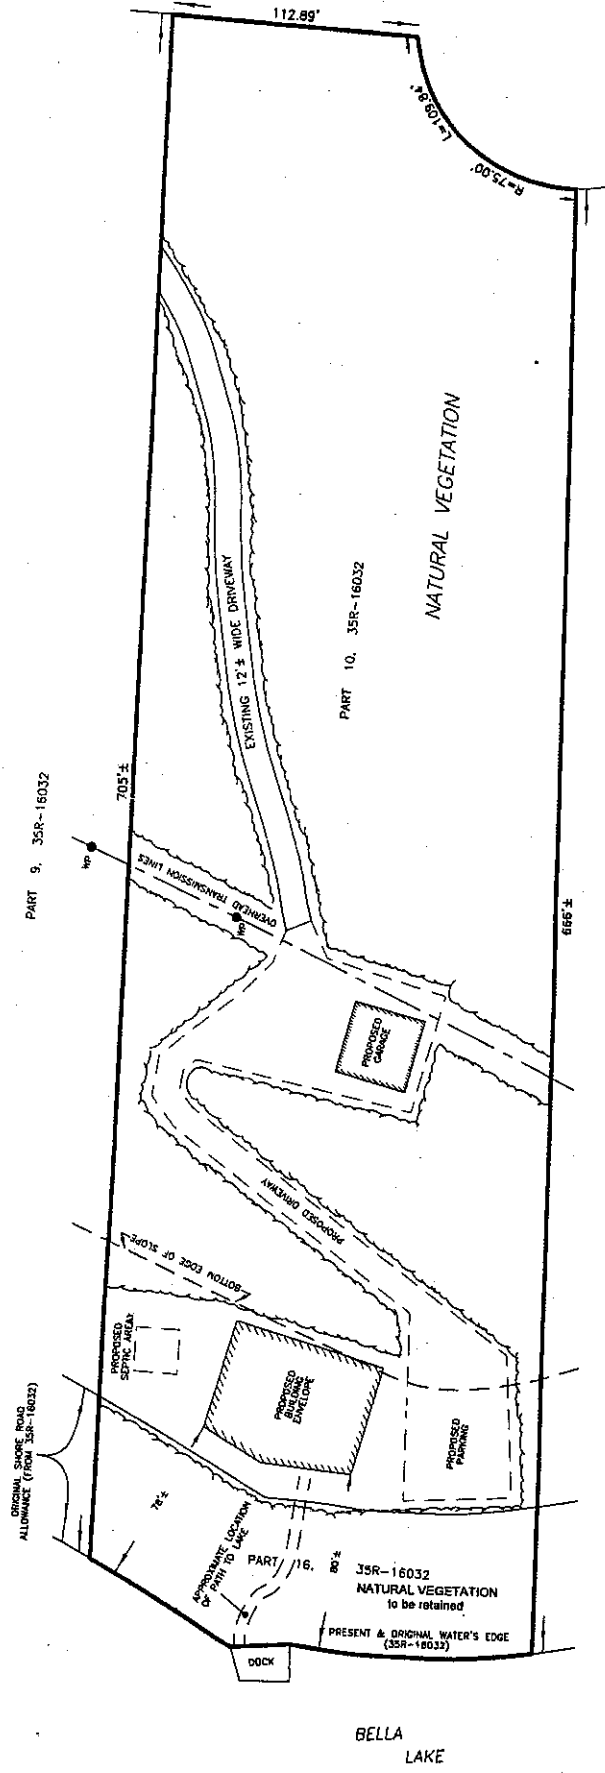 112.89'
L=109.84'
R=75.00'
NATURAL VEGETATION
EXISTING 12'± WIDE DRIVEWAY
PART 10, 35R-16032
705'±
PART 9, 35R-16032
WP
OVERHEAD TRANSMISSION LINES
WP
666'±
PROPOSED
GARAGE
PROPOSED DRIVEWAY
BOTTOM EDGE OF SLOPE
PROPOSED
SEPTIC AREA
PROPOSED
BUILDING
ENVELOPE
PROPOSED
PARKING
ORIGINAL SHORE ROAD
ALLOWANCE (FROM 35R-16032)
78'±
APPROXIMATE LOCATION
OF PATH TO LAKE
PART 16, 35R-16032
80'±
NATURAL VEGETATION
to be retained
PRESENT & ORIGINAL WATER'S EDGE
(35R-16032)
DOCK
BELLA
LAKE